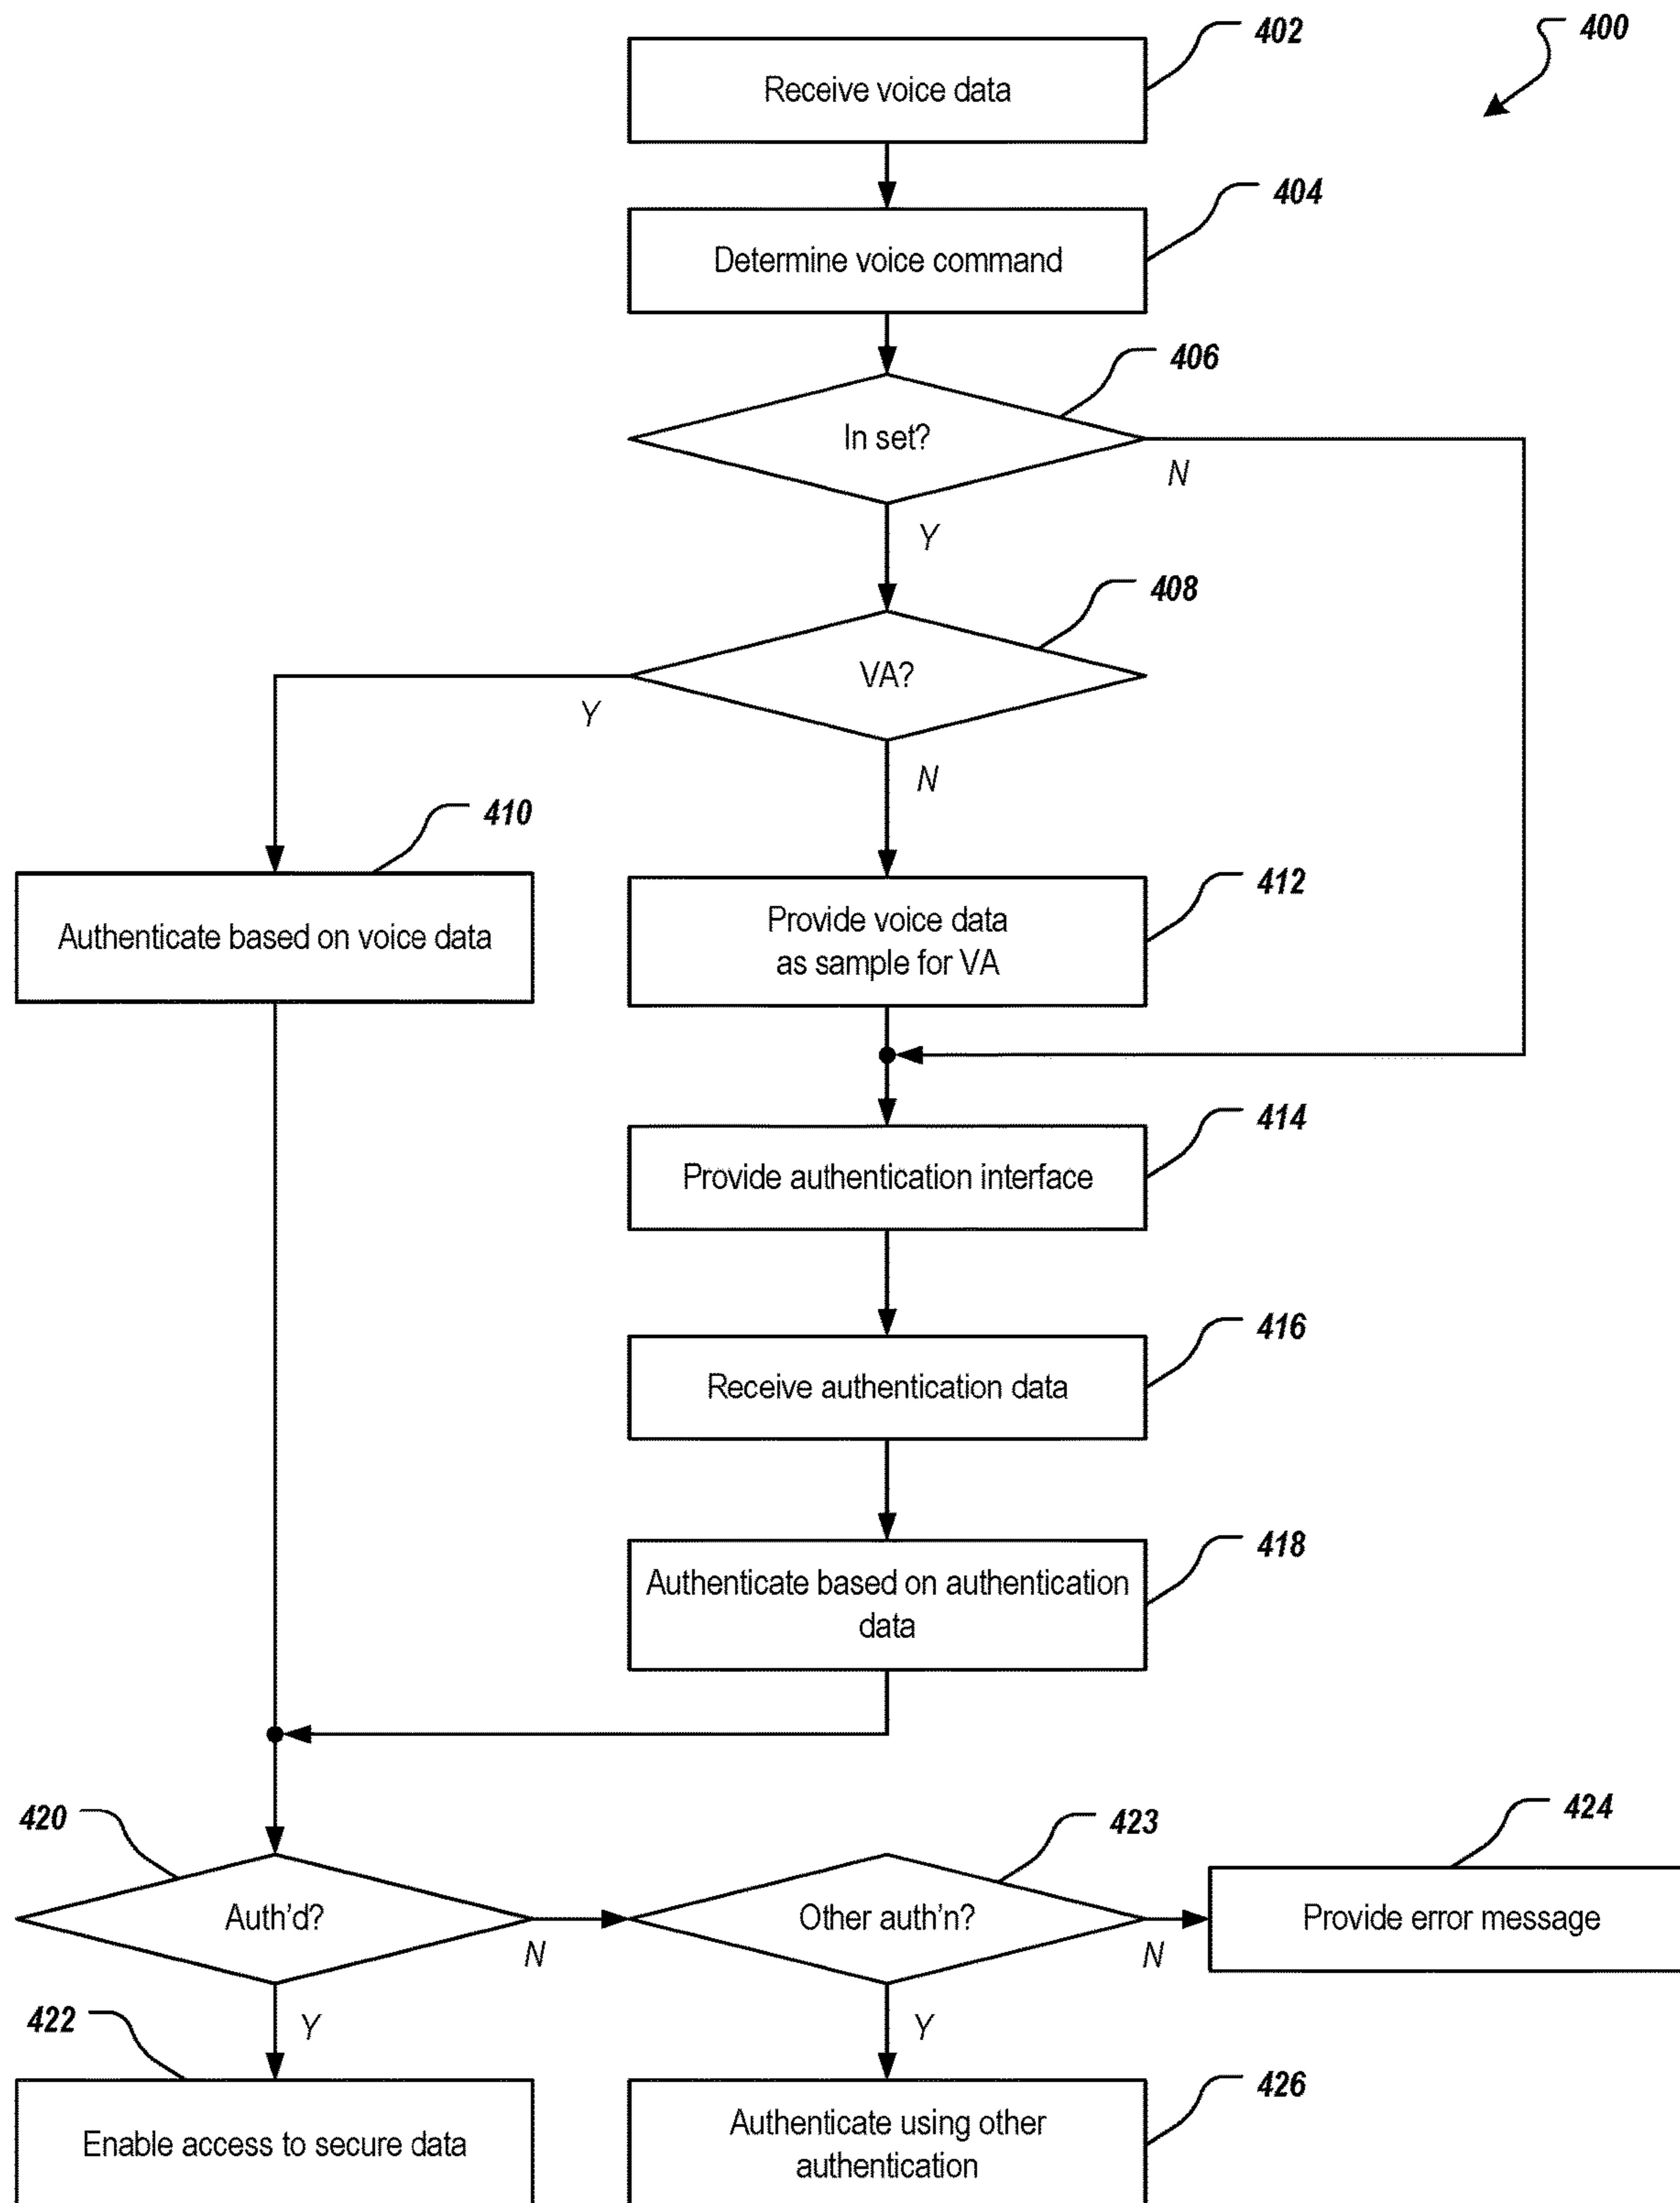 402
400
Receive voice data
404
Determine voice command
406
In set?
N
Y
408
VA?
Y
N
410
412
Authenticate based on voice data
Provide voice data
as sample for VA
414
Provide authentication interface
416
Receive authentication data
418
Authenticate based on authentication
data
420
423
424
Auth'd?
Other auth'n?
Provide error message
N
N
422
Y
Y
426
Enable access to secure data
Authenticate using other
authentication